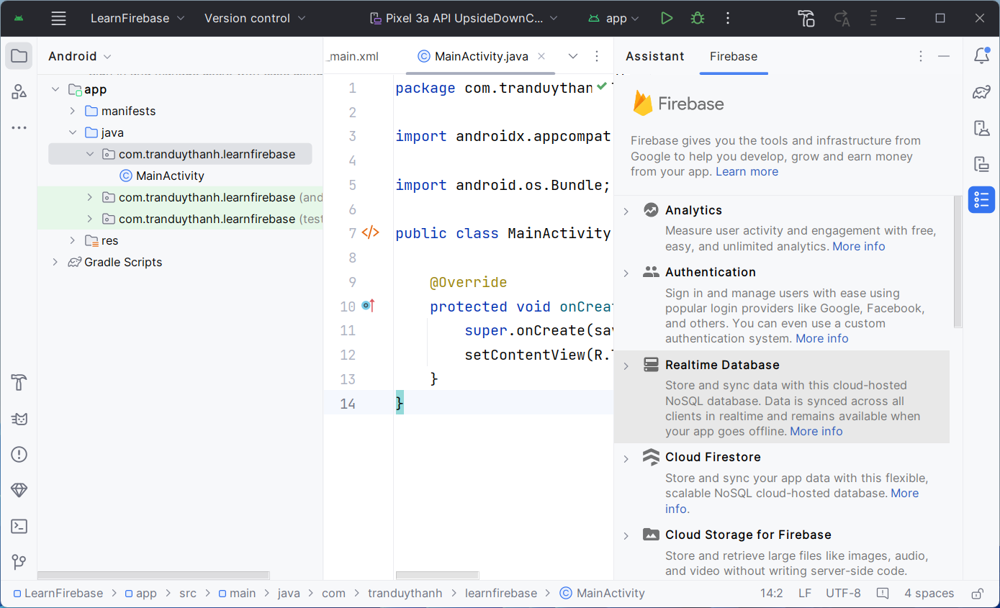 LearnFirebase
Version control
Pixel 3a API UpsideDownC...
app
Android
app
manifests
java
com.tranduythanh.learnfirebase
MainActivity
com.tranduythanh.learnfirebase (and
com.tranduythanh.learnfirebase (test
res
Gradle Scripts
_main.xml
MainActivity.java
1 package com.tranduythan
2
3 import androidx.appcompat
4
5 import android.os.Bundle;
6
7 public class MainActivity
8
9 @Override
10 protected void onCrea
11 super.onCreate(sav
12 setContentView(R.
13 }
14 }
Assistant
Firebase
Firebase
Firebase gives you the tools and infrastructure from
Google to help you develop, grow and earn money
from your app. Learn more
Analytics
Measure user activity and engagement with free,
easy, and unlimited analytics. More info
Authentication
Sign in and manage users with ease using
popular login providers like Google, Facebook,
and others. You can even use a custom
authentication system. More info
Realtime Database
Store and sync data with this cloud-hosted
NoSQL database. Data is synced across all
clients in realtime and remains available when
your app goes offline. More info
Cloud Firestore
Store and sync your app data with this flexible,
scalable NoSQL cloud-hosted database. More
info.
Cloud Storage for Firebase
Store and retrieve large files like images, audio,
and video without writing server-side code.
LearnFirebase > app > src > main > java > com > tranduythanh > learnfirebase > MainActivity
14:2 LF UTF-8 4 spaces